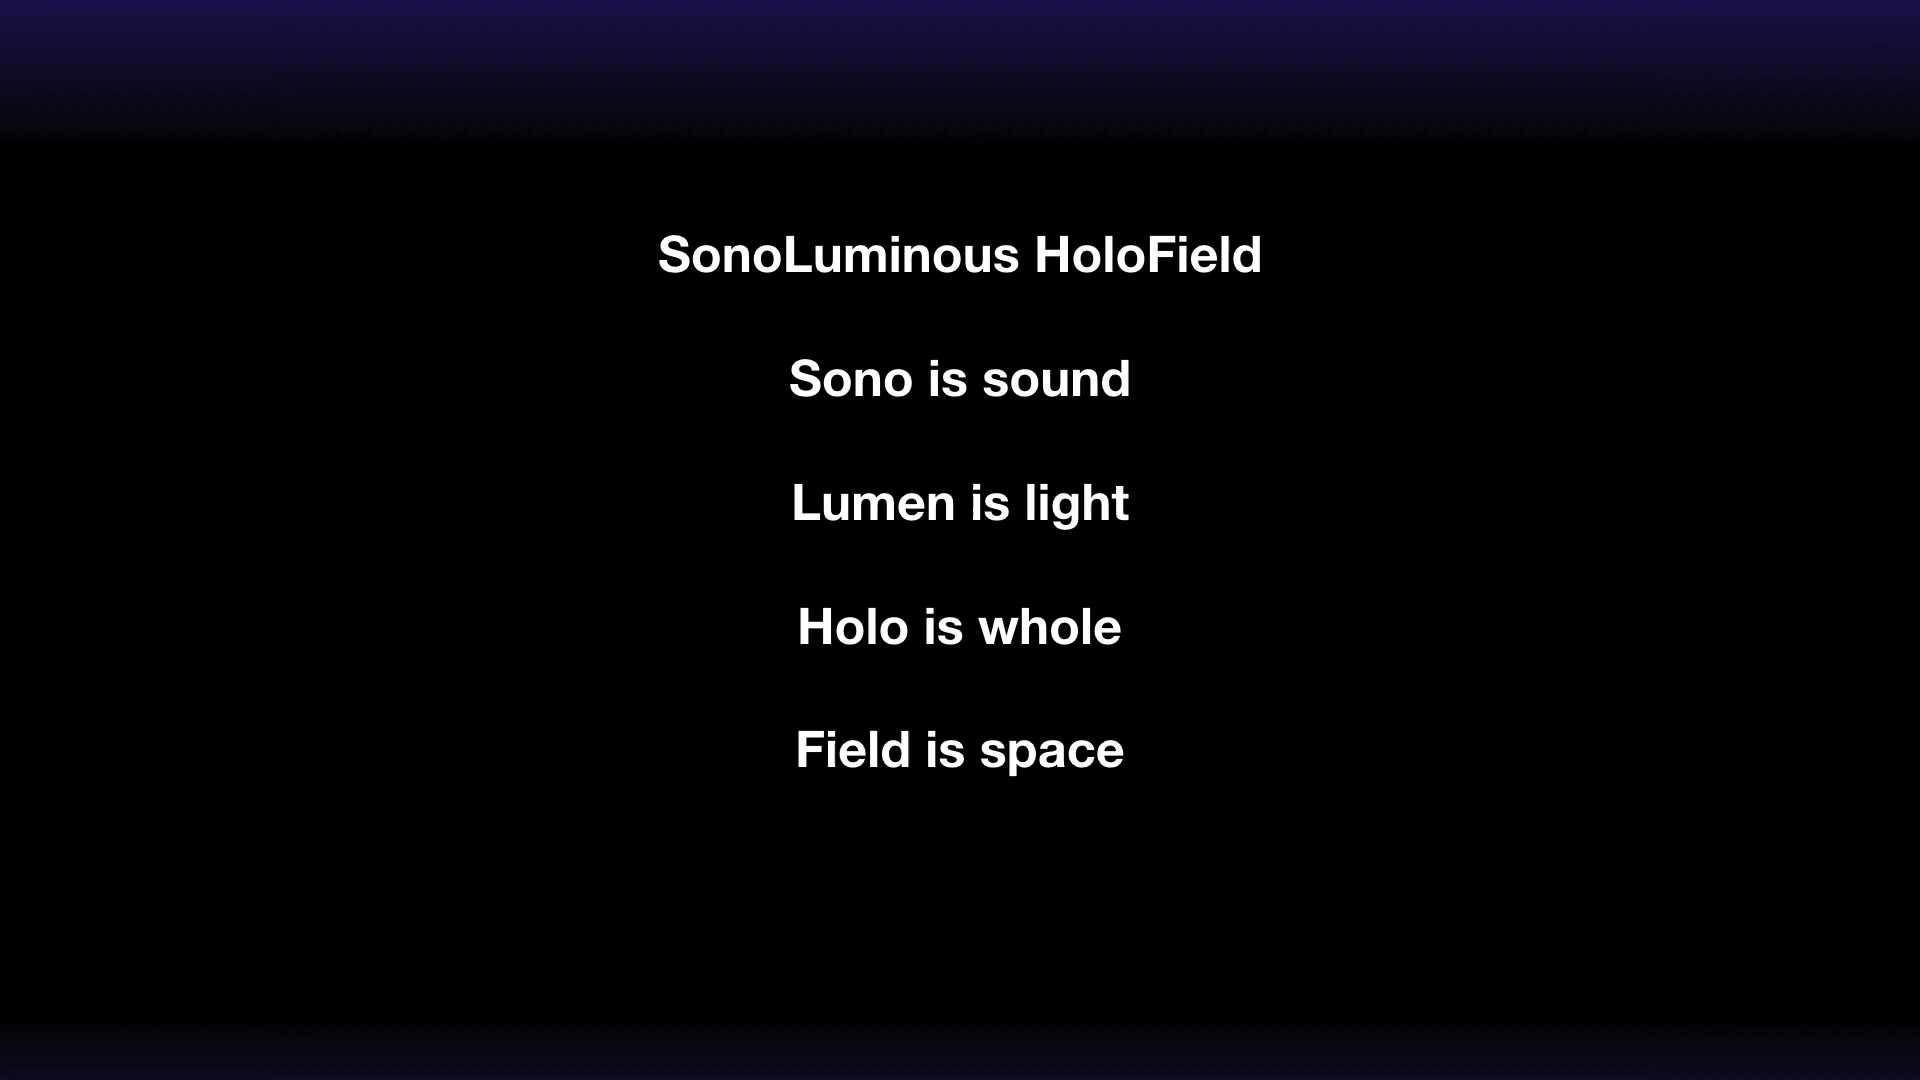 SonoLuminous HoloField
Sono is sound
Lumen is light
Holo is whole
Field is space